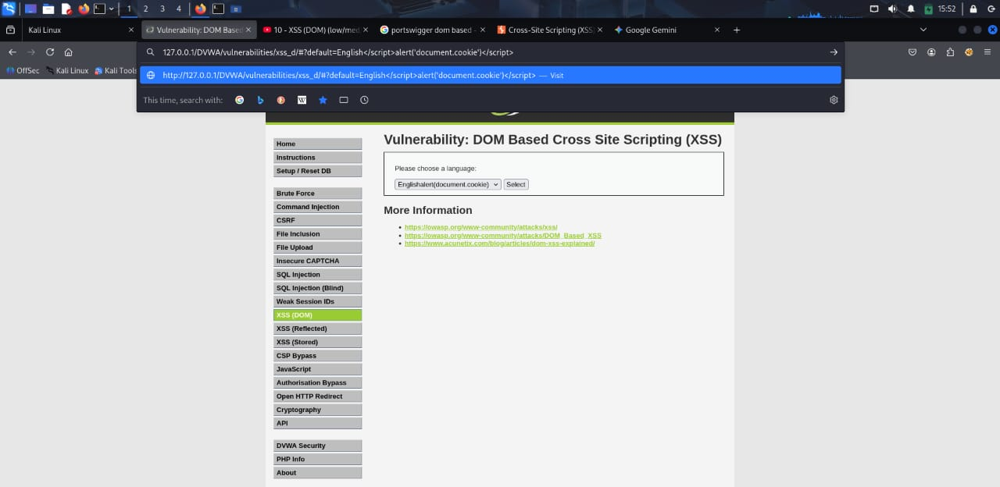 1 2 3 4 15:52
Kali Linux Vulnerability: DOM Based 10 - XSS (DOM) (low/med portswigger dom based - Cross-Site Scripting (XSS) Google Gemini
127.0.0.1/DVWA/vulnerabilities/xss_d/#?default=English</script>alert('document.cookie')</script>
OffSec Kali Linux Kali Tools
http://127.0.0.1/DVWA/vulnerabilities/xss_d/#?default=English</script>alert('document.cookie')</script> — Visit
This time, search with:
Vulnerability: DOM Based Cross Site Scripting (XSS)
Please choose a language:
Englishalert(document.cookie) Select
More Information
https://owasp.org/www-community/attacks/xss/
https://owasp.org/www-community/attacks/DOM_Based_XSS
https://www.acunetix.com/blog/articles/dom-xss-explained/
Home
Instructions
Setup / Reset DB
Brute Force
Command Injection
CSRF
File Inclusion
File Upload
Insecure CAPTCHA
SQL Injection
SQL Injection (Blind)
Weak Session IDs
XSS (DOM)
XSS (Reflected)
XSS (Stored)
CSP Bypass
JavaScript
Authorisation Bypass
Open HTTP Redirect
Cryptography
API
DVWA Security
PHP Info
About